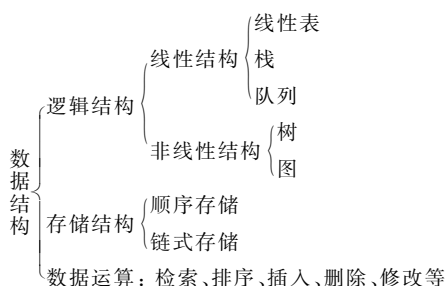 数据结构
逻辑结构
线性结构
线性表
栈
队列
非线性结构
树
图
存储结构
顺序存储
链式存储
数据运算：检索、排序、插入、删除、修改等